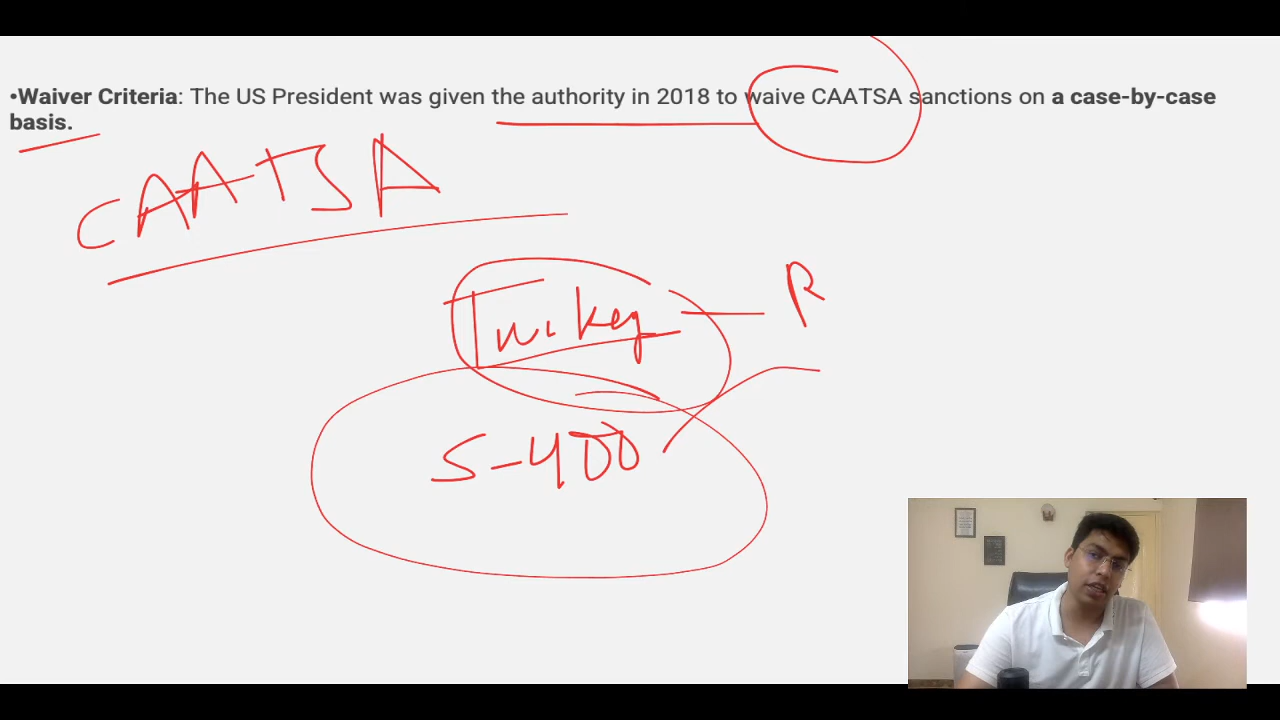 •Waiver Criteria: The US President was given the authority in 2018 to waive CAATSA sanctions on a case-by-case
basis.
CAATSA
Turkey — R
S-400